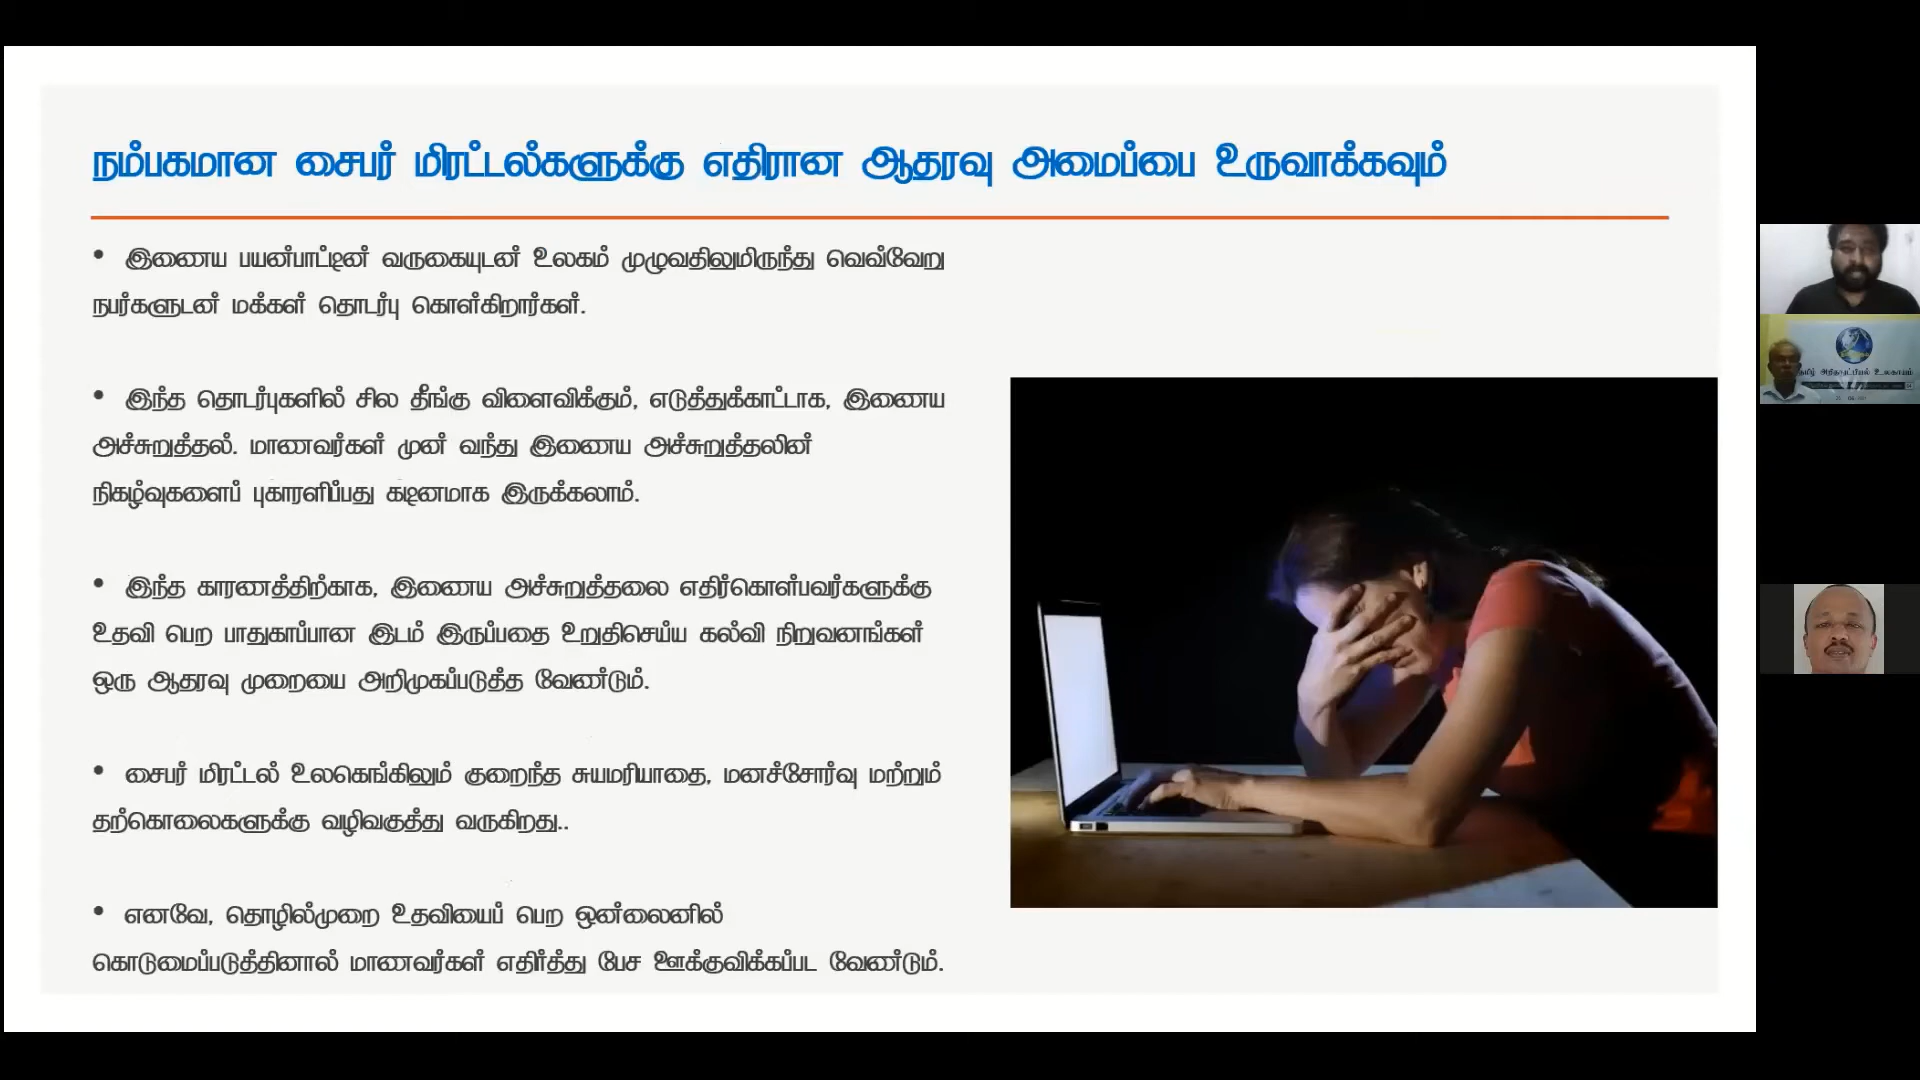 நம்பகமான சைபர் மிரட்டல்களுக்கு எதிரான ஆதரவு அமைப்பை உருவாக்கவும்
• இணைய பயன்பாட்டின் வருகையுடன் உலகம் முழுவதிலுமிருந்து வெவ்வேறு
நபர்களுடன் மக்கள் தொடர்பு கொள்கிறார்கள்.
• இந்த தொடர்புகளில் சில தீங்கு விளைவிக்கும், எடுத்துக்காட்டாக, இணைய
அச்சுறுத்தல். மாணவர்கள் முன் வந்து இணைய அச்சுறுத்தலின்
நிகழ்வுகளைப் புகாரளிப்பது கடினமாக இருக்கலாம்.
• இந்த காரணத்திற்காக, இணைய அச்சுறுத்தலை எதிர்கொள்பவர்களுக்கு
உதவி பெற பாதுகாப்பான இடம் இருப்பதை உறுதிசெய்ய கல்வி நிறுவனங்கள்
ஒரு ஆதரவு முறையை அறிமுகப்படுத்த வேண்டும்.
• சைபர் மிரட்டல் உலகெங்கிலும் குறைந்த சுயமரியாதை, மனச்சோர்வு மற்றும்
தற்கொலைகளுக்கு வழிவகுத்து வருகிறது..
• எனவே, தொழில்முறை உதவியைப் பெற ஒன்லைனில்
கொடுமைப்படுத்தினால் மாணவர்கள் எதிர்த்து பேச ஊக்குவிக்கப்பட வேண்டும்.